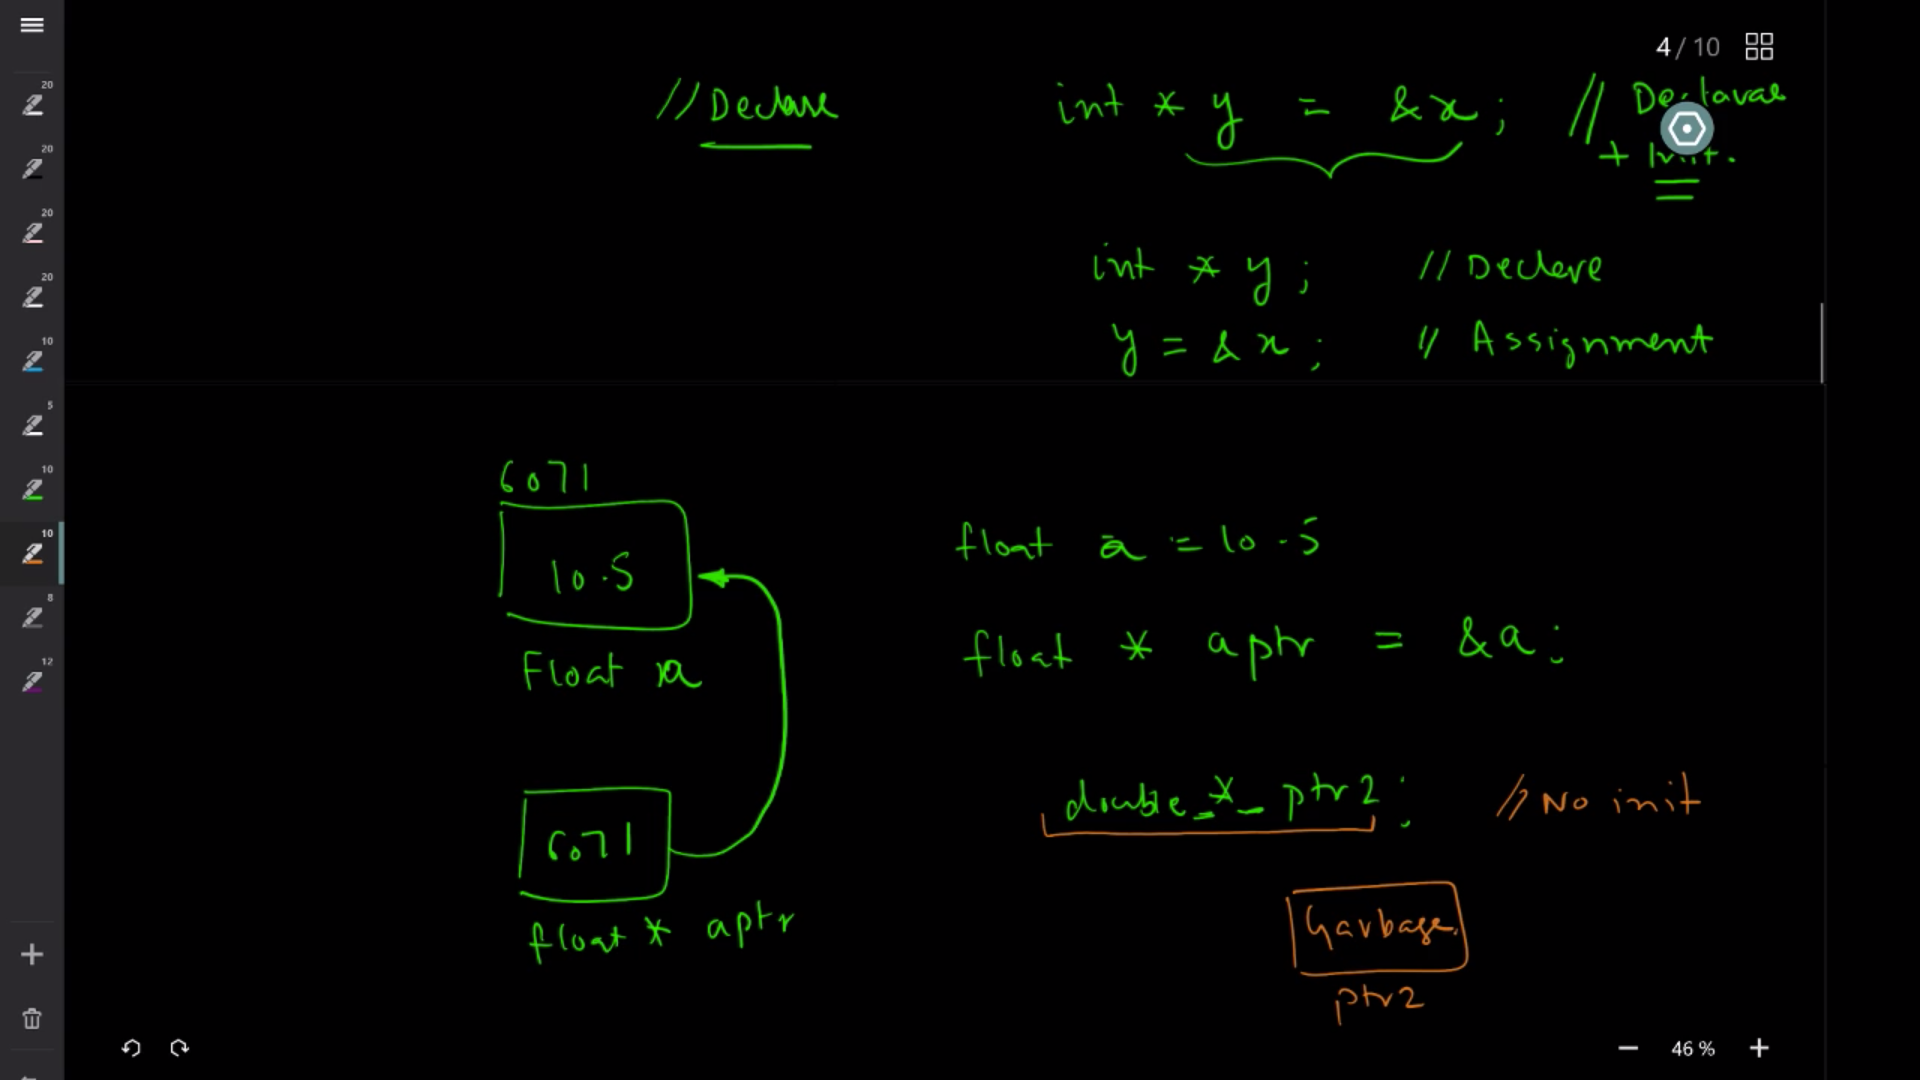 4 / 10
20
20
20
20
10
5
10
10
8
12
//Declare
int * y = &x; //
+ Init.
int * y; // Declare
y = &x; // Assignment
6071
10.5
Float a
float a = 10.5
float * aptr = &a;
double * ptr2; // No init
6071
float * aptr
Garbage.
ptr2
46 %